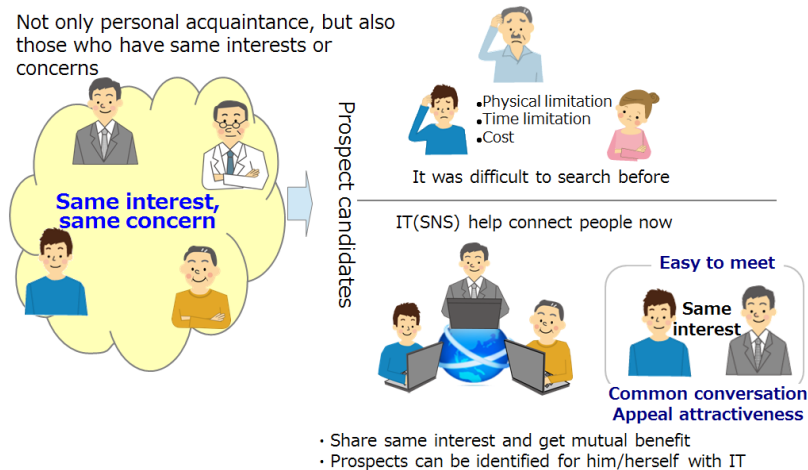 Not only personal acquaintance, but also
those who have same interests or
concerns
Same interest,
same concern
Prospect candidates
•Physical limitation
•Time limitation
•Cost
It was difficult to search before
IT(SNS) help connect people now
Easy to meet
Same
interest
Common conversation
Appeal attractiveness
・Share same interest and get mutual benefit
・Prospects can be identified for him/herself with IT